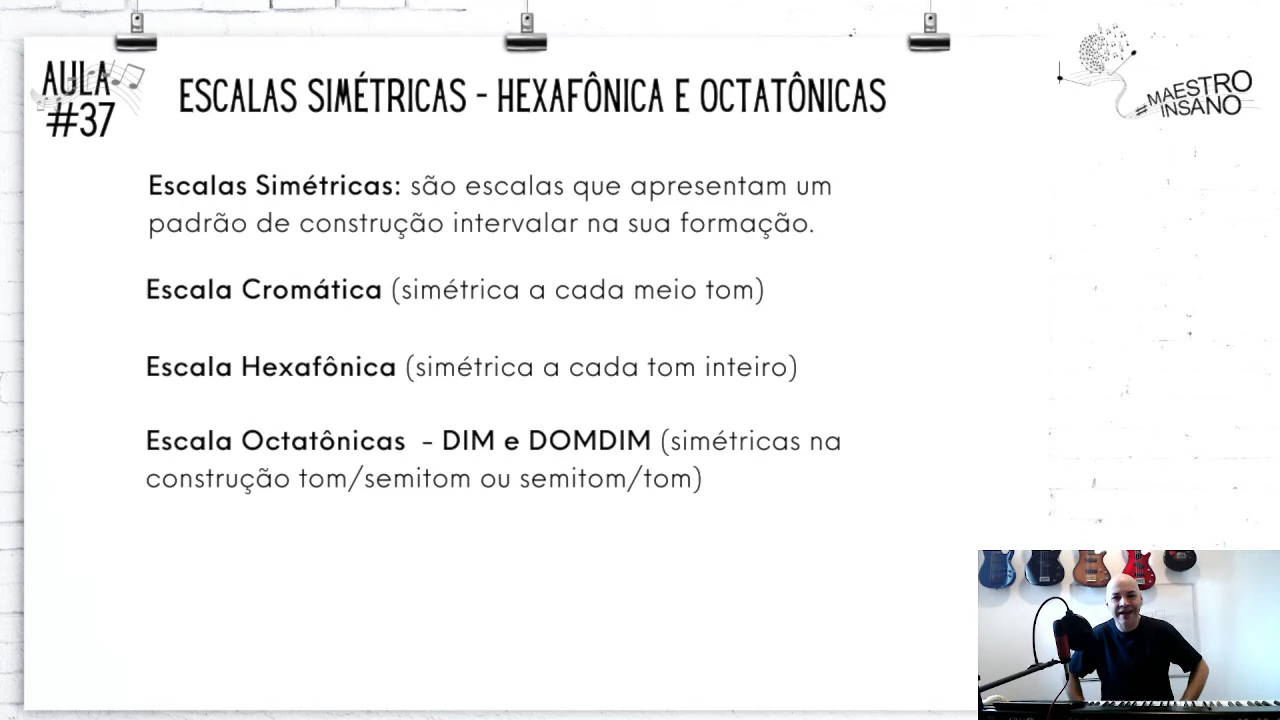 AULA
#37
ESCALAS SIMÉTRICAS - HEXAFÔNICA E OCTATÔNICAS
#MAESTRO
INSANO
Escalas Simétricas: são escalas que apresentam um
padrão de construção intervalar na sua formação.
Escala Cromática (simétrica a cada meio tom)
Escala Hexafônica (simétrica a cada tom inteiro)
Escala Octatônicas - DIM e DOMDIM (simétricas na
construção tom/semitom ou semitom/tom)